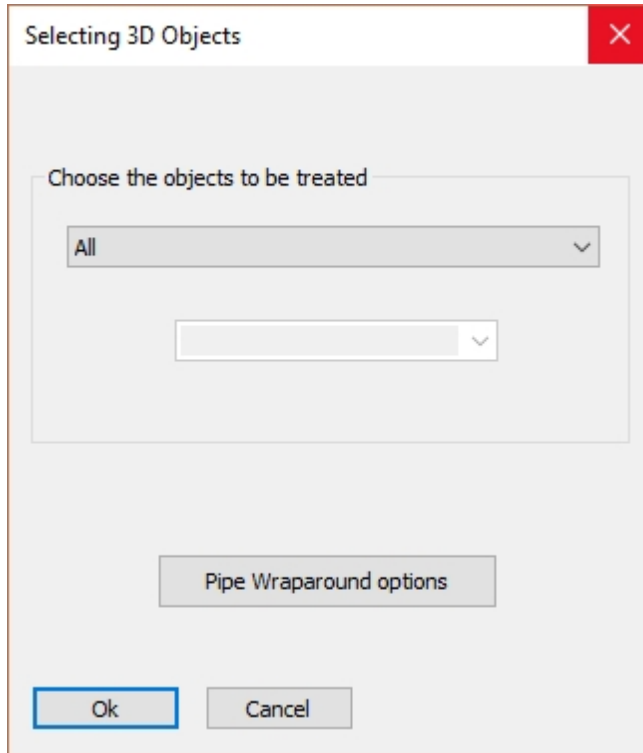 Selecting 3D Objects
Choose the objects to be treated
All
Pipe Wraparound options
Ok
Cancel